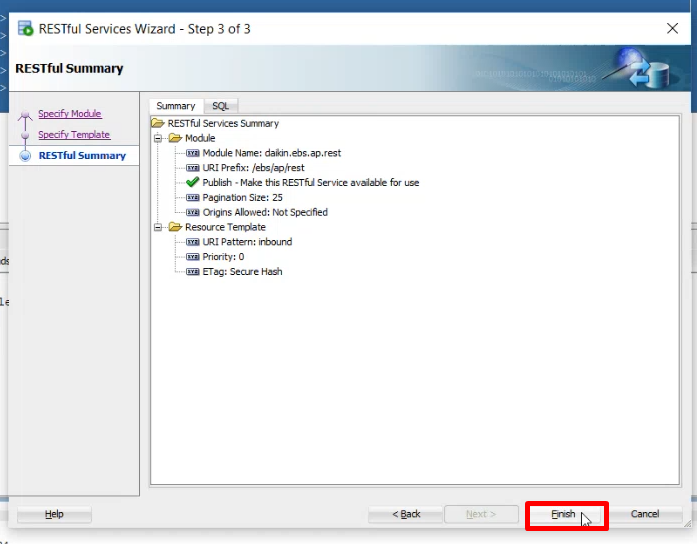 RESTful Services Wizard - Step 3 of 3
RESTful Summary
Specify Module
Specify Template
RESTful Summary
Summary
SQL
RESTful Services Summary
Module
Module Name: daikin.ebs.ap.rest
URI Prefix: /ebs/ap/rest
Publish - Make this RESTful Service available for use
Pagination Size: 25
Origins Allowed: Not Specified
Resource Template
URI Pattern: inbound
Priority: 0
ETag: Secure Hash
Help
< Back
Next >
Finish
Cancel